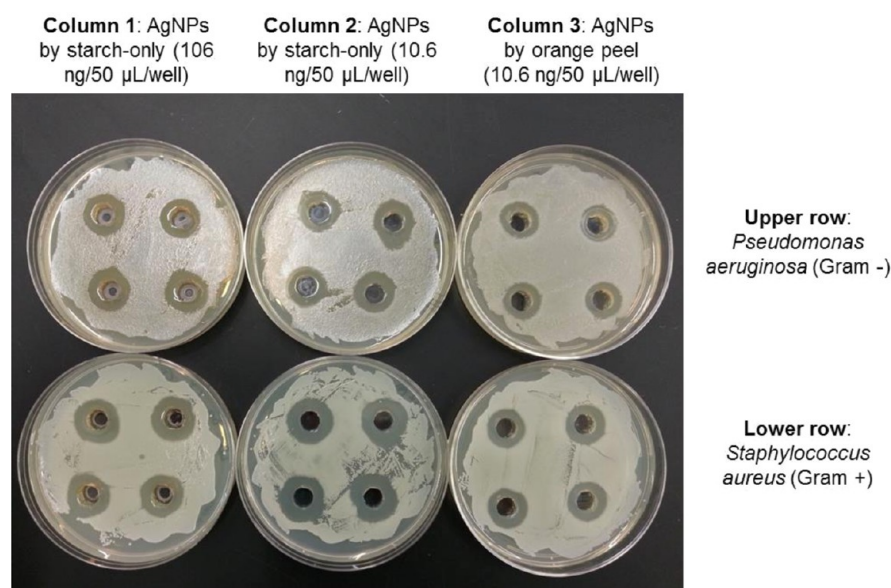 Column 1: AgNPs
by starch-only (106
ng/50 µL/well)
Column 2: AgNPs
by starch-only (10.6
ng/50 µL/well)
Column 3: AgNPs
by orange peel
(10.6 ng/50 µL/well)
Upper row:
Pseudomonas
aeruginosa (Gram -)
Lower row:
Staphylococcus
aureus (Gram +)